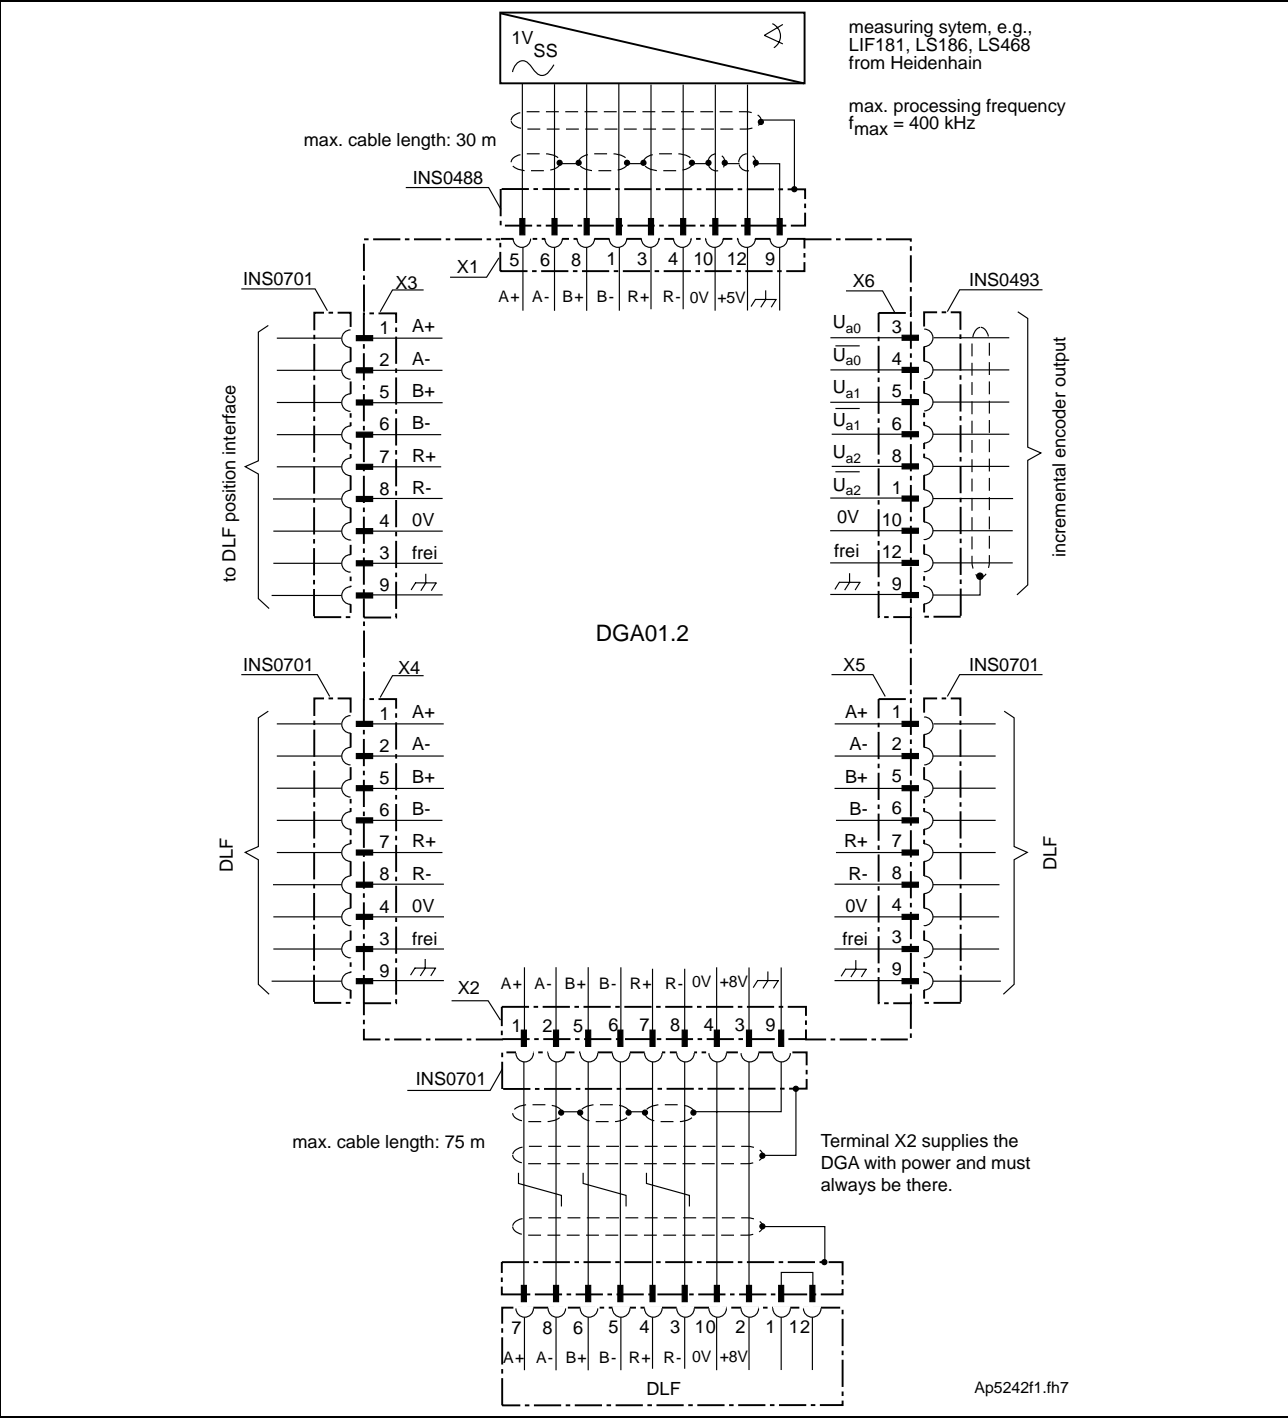 1V SS
measuring sytem, e.g.,
LIF181, LS186, LS468
from Heidenhain
max. processing frequency
fmax = 400 kHz
max. cable length: 30 m
INS0488
X1
5 6 8 1 3 4 10 12 9
A+ A- B+ B- R+ R- 0V +5V
INS0701
X3
1 A+
2 A-
5 B+
6 B-
7 R+
8 R-
4 0V
3 frei
9
to DLF position interface
X6
INS0493
Ua0 3
U̅a0 4
Ua1 5
U̅a1 6
Ua2 8
U̅a2 1
0V 10
frei 12
9
incremental encoder output
DGA01.2
INS0701
X4
1 A+
2 A-
5 B+
6 B-
7 R+
8 R-
4 0V
3 frei
9
DLF
X5
INS0701
A+ 1
A- 2
B+ 5
B- 6
R+ 7
R- 8
0V 4
frei 3
9
DLF
X2
A+ A- B+ B- R+ R- 0V +8V
1 2 5 6 7 8 4 3 9
INS0701
max. cable length: 75 m
Terminal X2 supplies the
DGA with power and must
always be there.
7 8 6 5 4 3 10 2 1 12
A+ A- B+ B- R+ R- 0V +8V
DLF
Ap5242f1.fh7